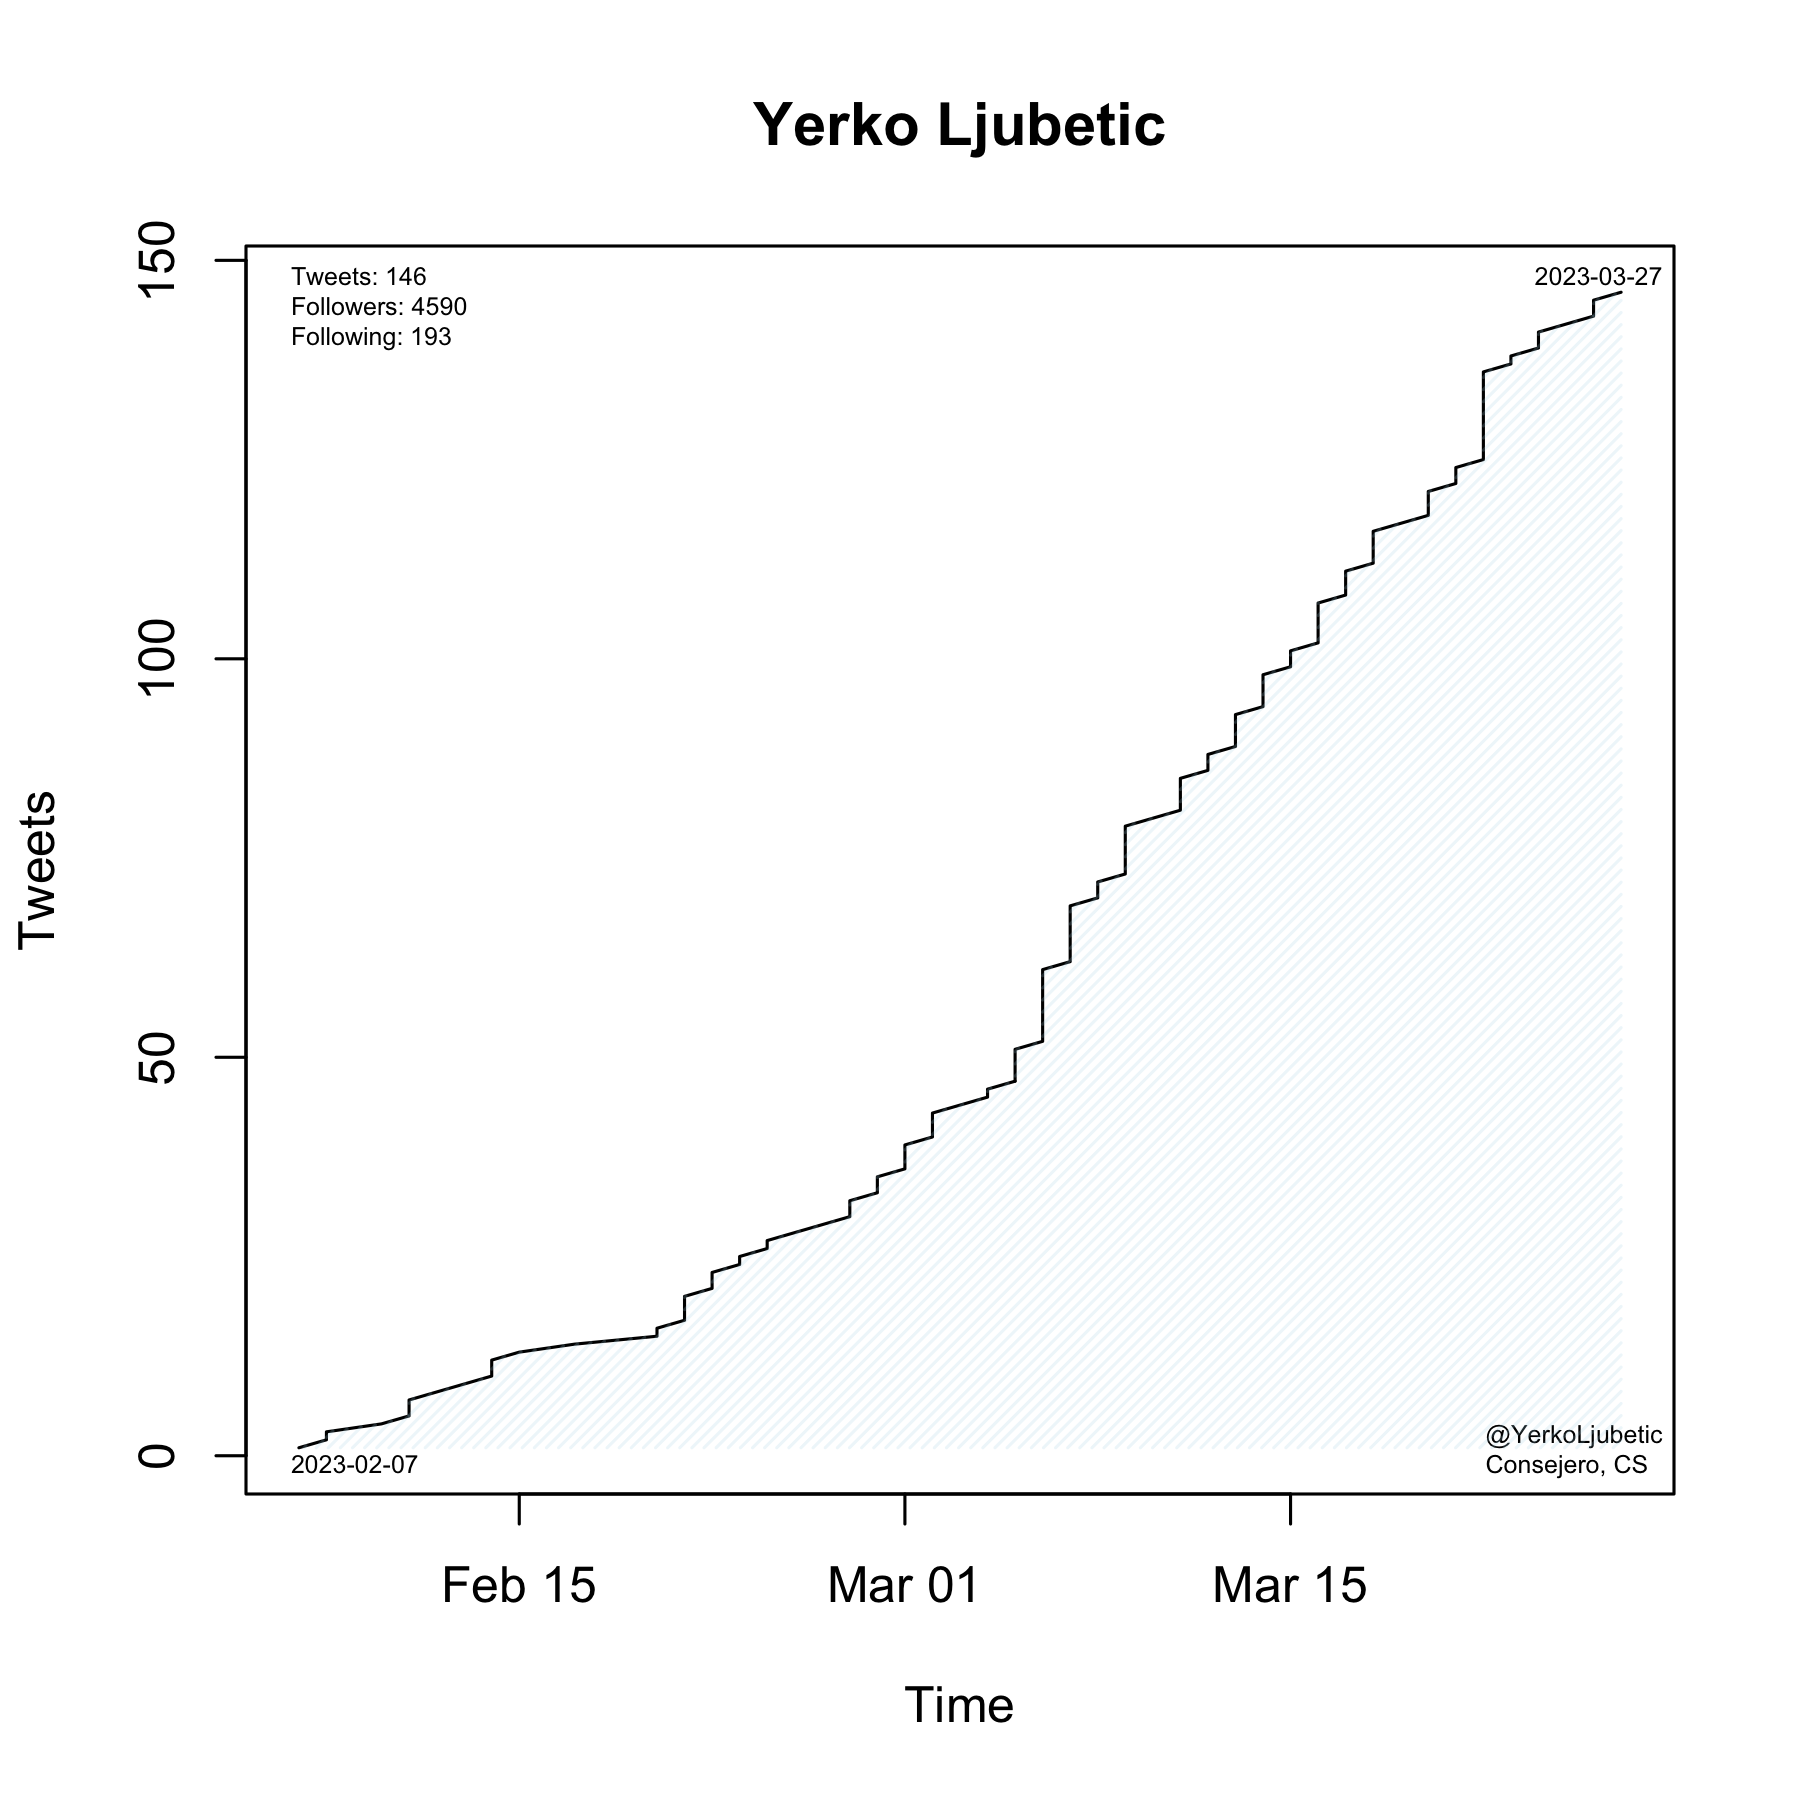 Yerko Ljubetic
Tweets: 146
Followers: 4590
Following: 193
2023-03-27
150
100
50
0
Tweets
2023-02-07
@YerkoLjubetic
Consejero, CS
Feb 15
Mar 01
Mar 15
Time